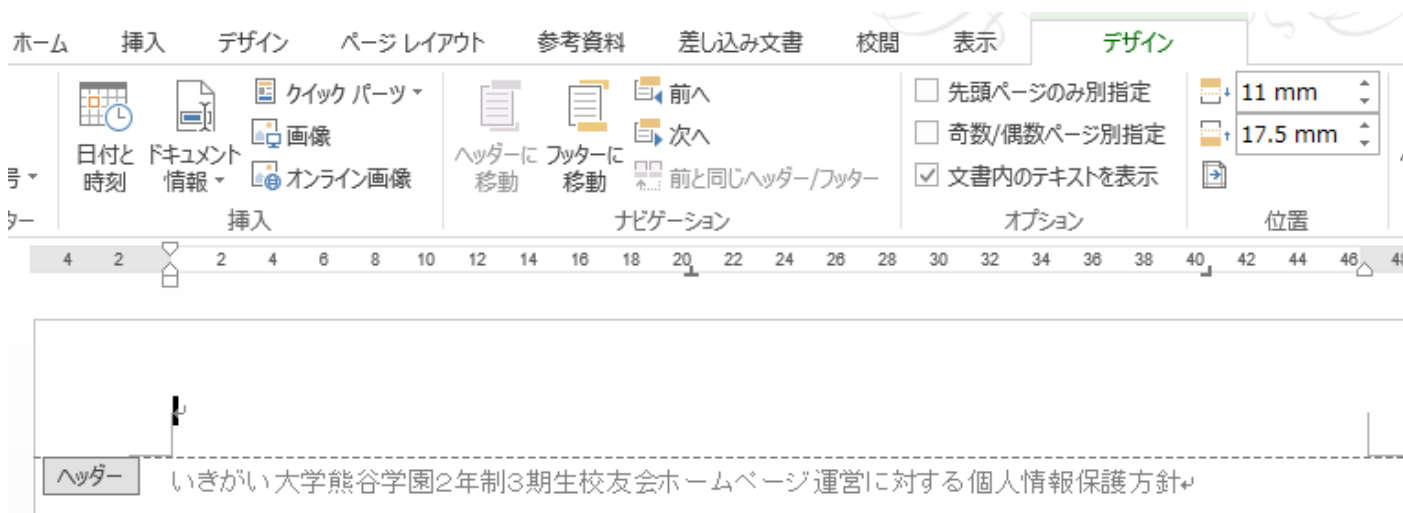 ホーム 挿入 デザイン ページ レイアウト 参考資料 差し込み文書 校閲 表示 デザイン
クイック パーツ 前へ 先頭ページのみ別指定 11 mm
画像 次へ 奇数/偶数ページ別指定 17.5 mm
日付と時刻 ドキュメント情報 オンライン画像 ヘッダーに移動 フッターに移動 前と同じヘッダー/フッター 文書内のテキストを表示
号
ター 挿入 ナビゲーション オプション 位置
4 2 2 4 6 8 10 12 14 16 18 20 22 24 26 28 30 32 34 36 38 40 42 44 46 48
ヘッダー いきがい大学熊谷学園2年制3期生校友会ホームページ運営に対する個人情報保護方針